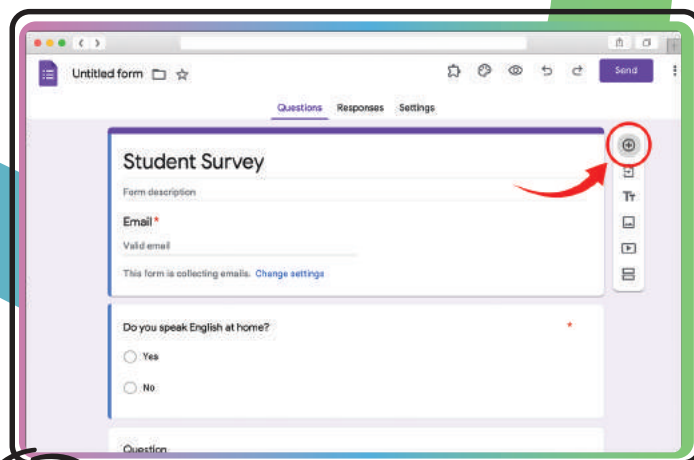 Untitled form
Send
Questions Responses Settings
Student Survey
Form description
Email *
Valid email
This form is collecting emails. Change settings
Tт
Do you speak English at home? *
Yes
No
Question